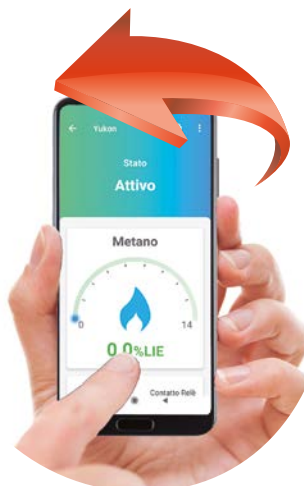 Yukon
Stato
Attivo
Metano
0
14
0.0%LIE
Contatto Relè